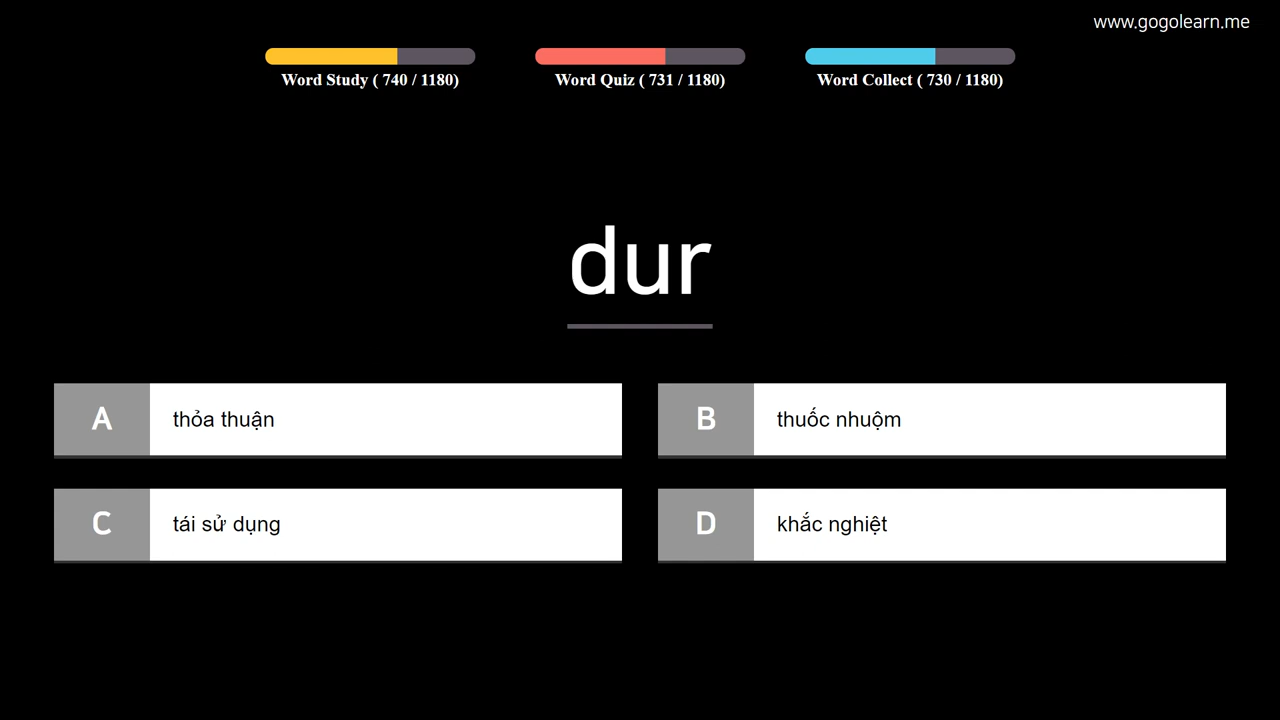 www.gogolearn.me
Word Study ( 740 / 1180)
Word Quiz ( 731 / 1180)
Word Collect ( 730 / 1180)
dur
A thỏa thuận
B thuốc nhuộm
C tái sử dụng
D khắc nghiệt